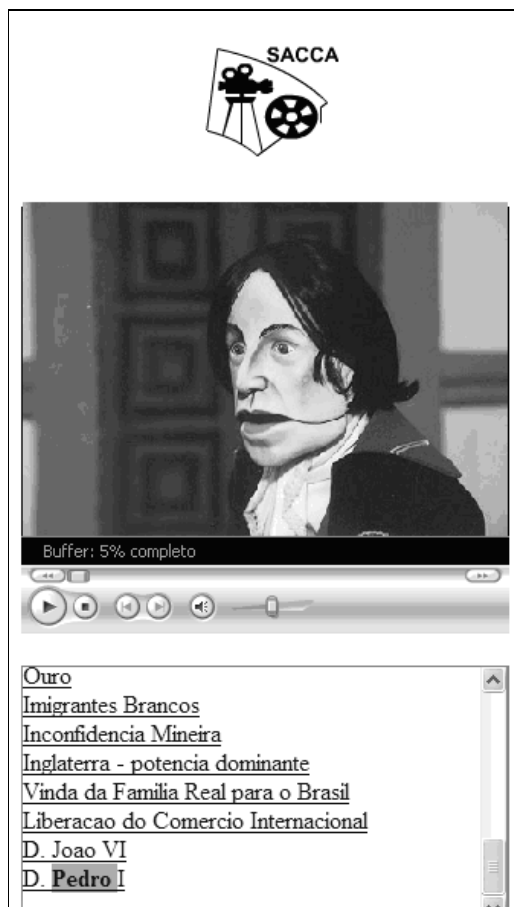 SACCA
Buffer: 5% completo
Ouro
Imigrantes Brancos
Inconfidencia Mineira
Inglaterra - potencia dominante
Vinda da Familia Real para o Brasil
Liberacao do Comercio Internacional
D. Joao VI
D. Pedro I